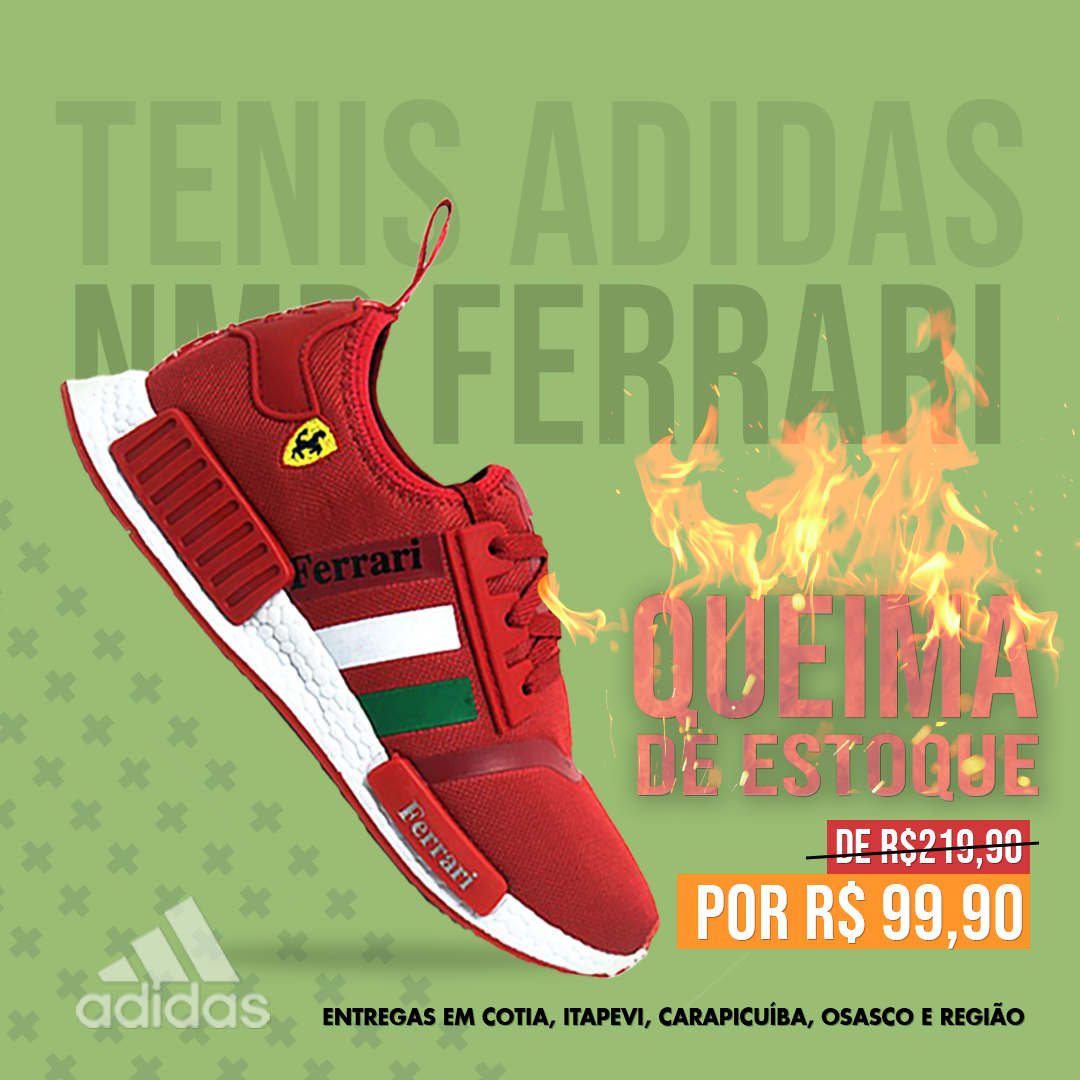 TENIS ADIDAS
NMD FERRARI
Ferrari
Ferrari
QUEIMA
DE ESTOQUE
DE R$219,90
POR R$ 99,90
adidas
ENTREGAS EM COTIA, ITAPEVI, CARAPICUÍBA, OSASCO E REGIÃO